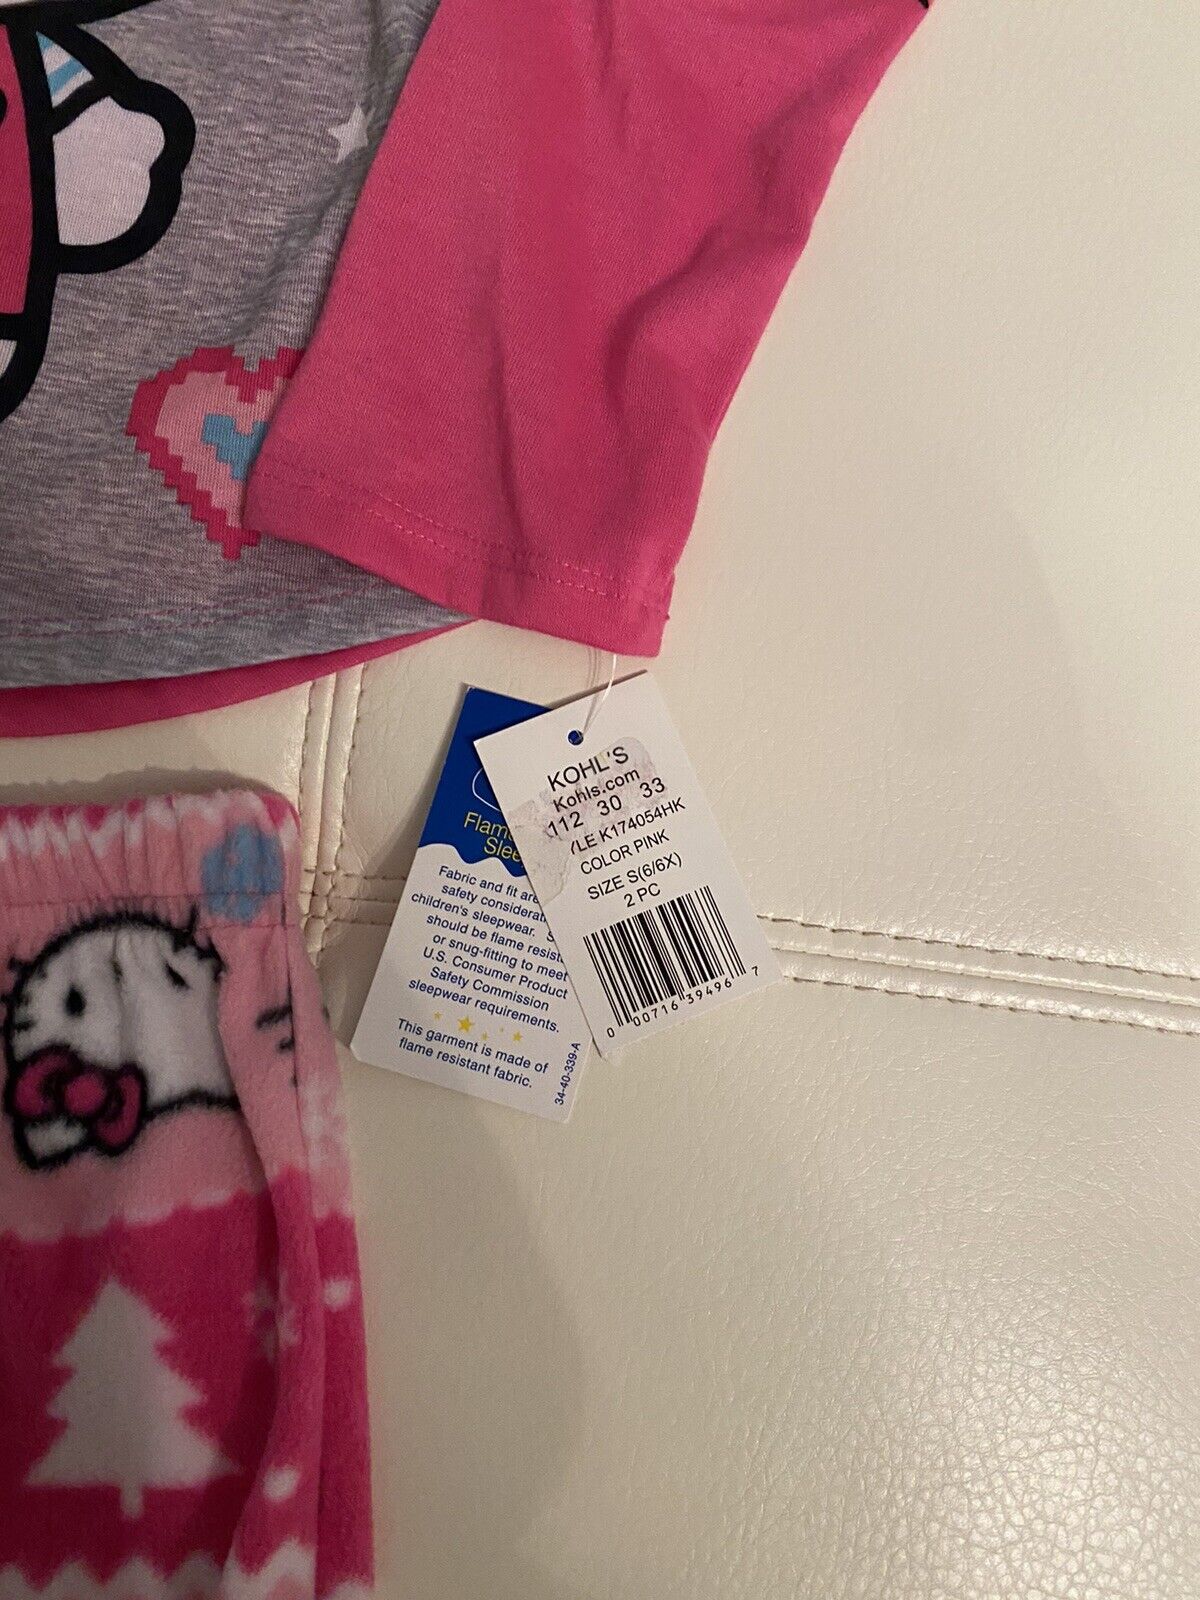 KOHL'S
Kohls.com
112 30 33
YLE K174054HK
COLOR PINK
SIZE S(6/6X)
2 PC
0 00716 39496 7
Fabric and fit are
safety considerat
children's sleepwear.
should be flame resist
or snug-fitting to meet
U.S. Consumer Product
Safety Commission
sleepwear requirements.
This garment is made of
flame resistant fabric.
34-40-339-A